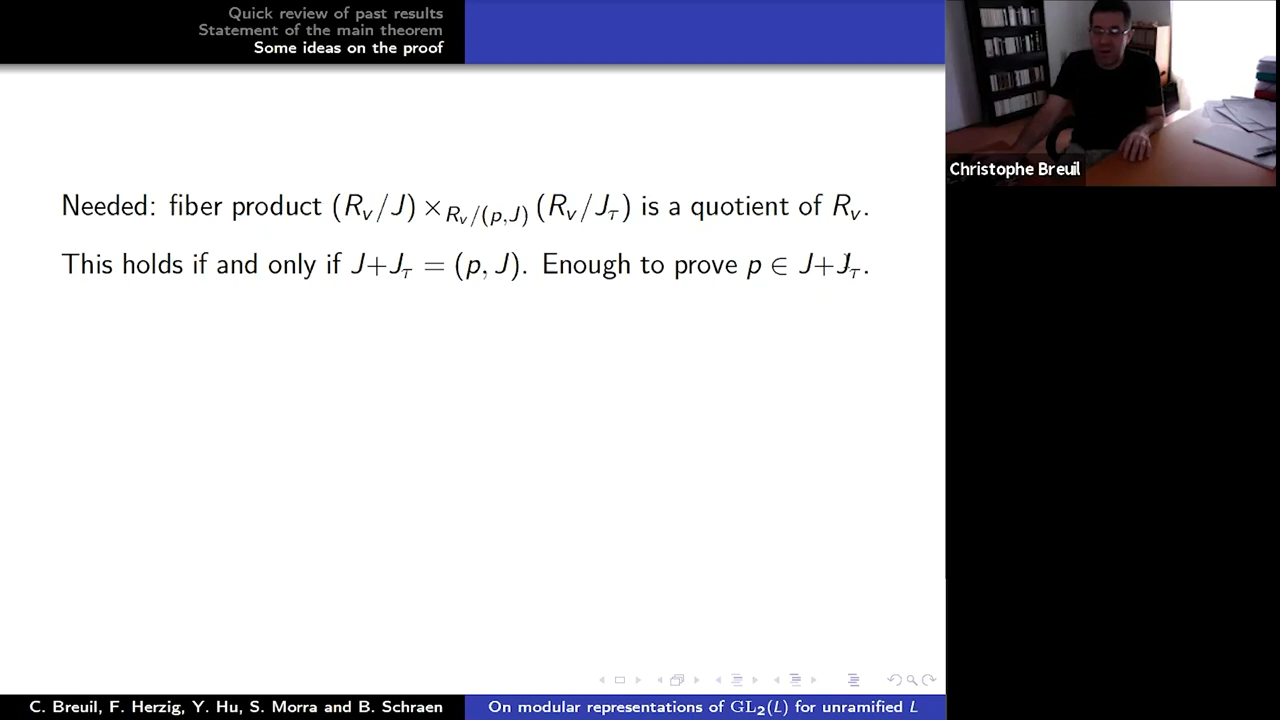 Quick review of past results
Statement of the main theorem
Some ideas on the proof
Christophe Breuil
Needed: fiber product (R_v/J) ×_{R_v/(p,J)} (R_v/J_τ) is a quotient of R_v.
This holds if and only if J+J_τ = (p, J). Enough to prove p ∈ J+J_τ.
C. Breuil, F. Herzig, Y. Hu, S. Morra and B. Schraen
On modular representations of GL₂(L) for unramified L